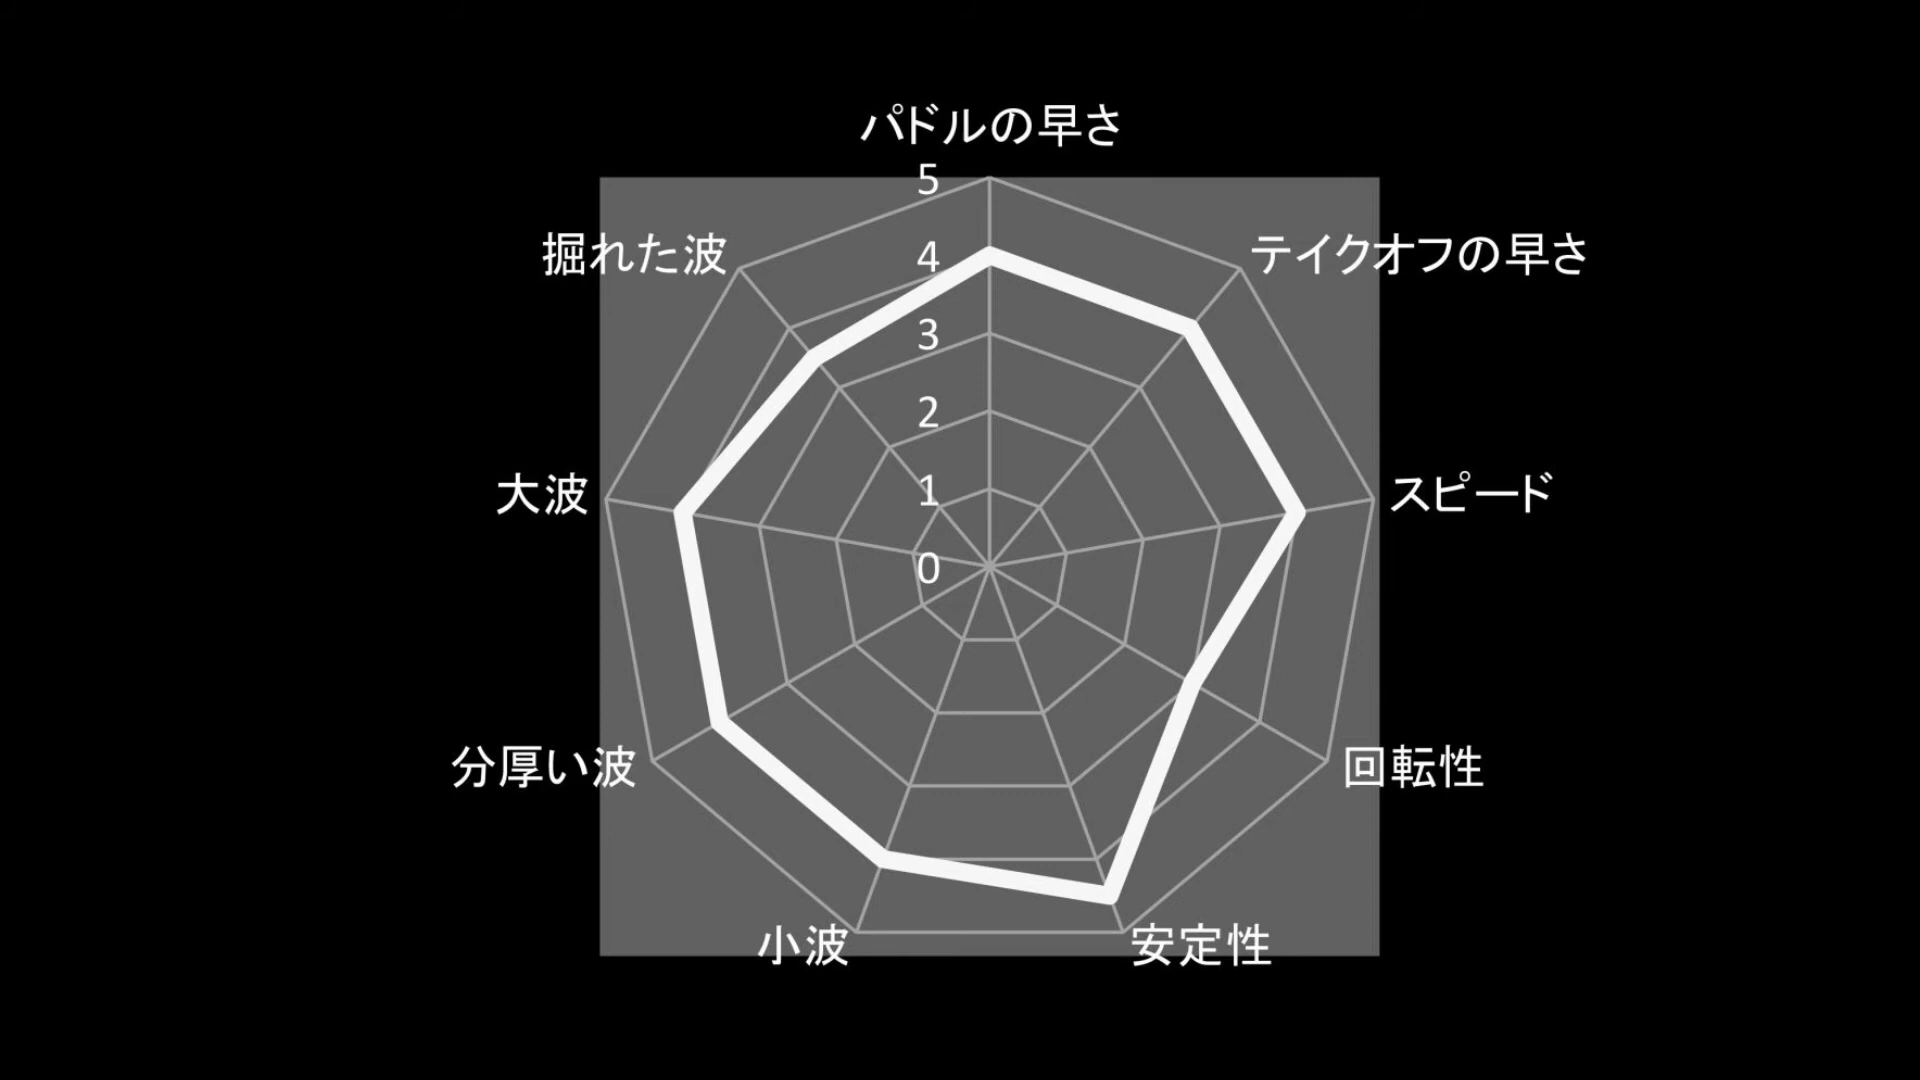 パドルの早さ
5
掘れた波
4
テイクオフの早さ
3
2
大波
1
スピード
0
分厚い波
回転性
小波
安定性